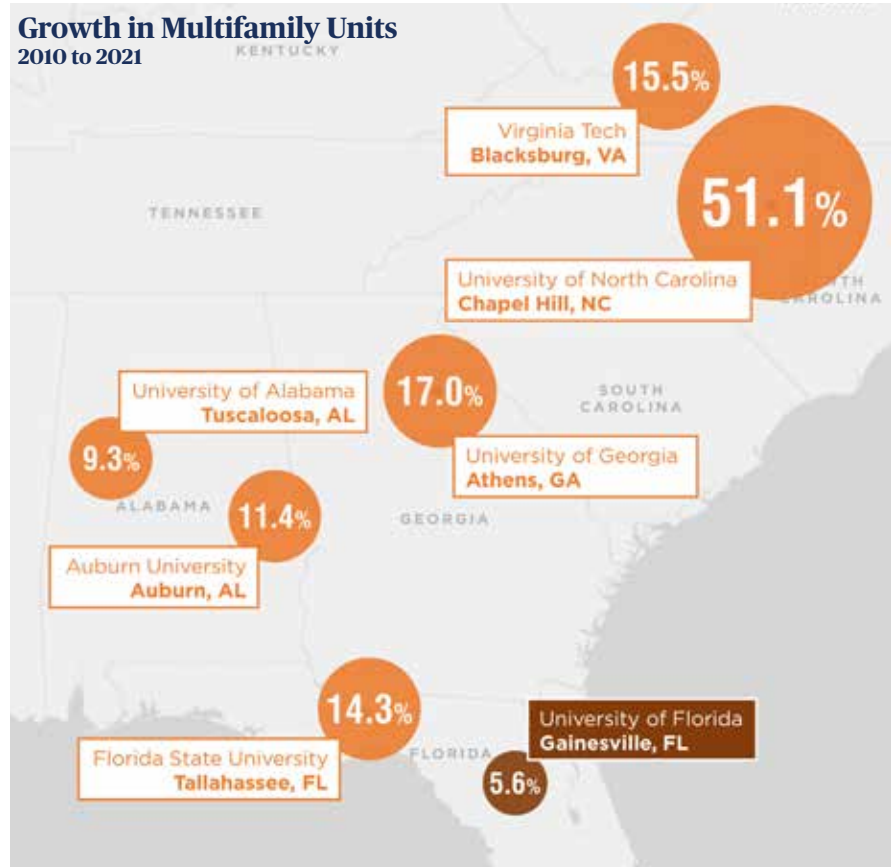 Growth in Multifamily Units
2010 to 2021
KENTUCKY
15.5%
Virginia Tech
Blacksburg, VA
51.1%
TENNESSEE
University of North Carolina
Chapel Hill, NC
CAROLINA
17.0%
University of Alabama
Tuscaloosa, AL
SOUTH
CAROLINA
9.3%
University of Georgia
Athens, GA
ALABAMA
11.4%
GEORGIA
Auburn University
Auburn, AL
14.3%
University of Florida
Gainesville, FL
FLORIDA
Florida State University
Tallahassee, FL
5.6%